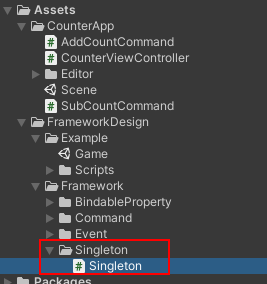 Assets
CounterApp
AddCountCommand
CounterViewController
Editor
Scene
SubCountCommand
FrameworkDesign
Example
Game
Scripts
Framework
BindableProperty
Command
Event
Singleton
Singleton
Packages